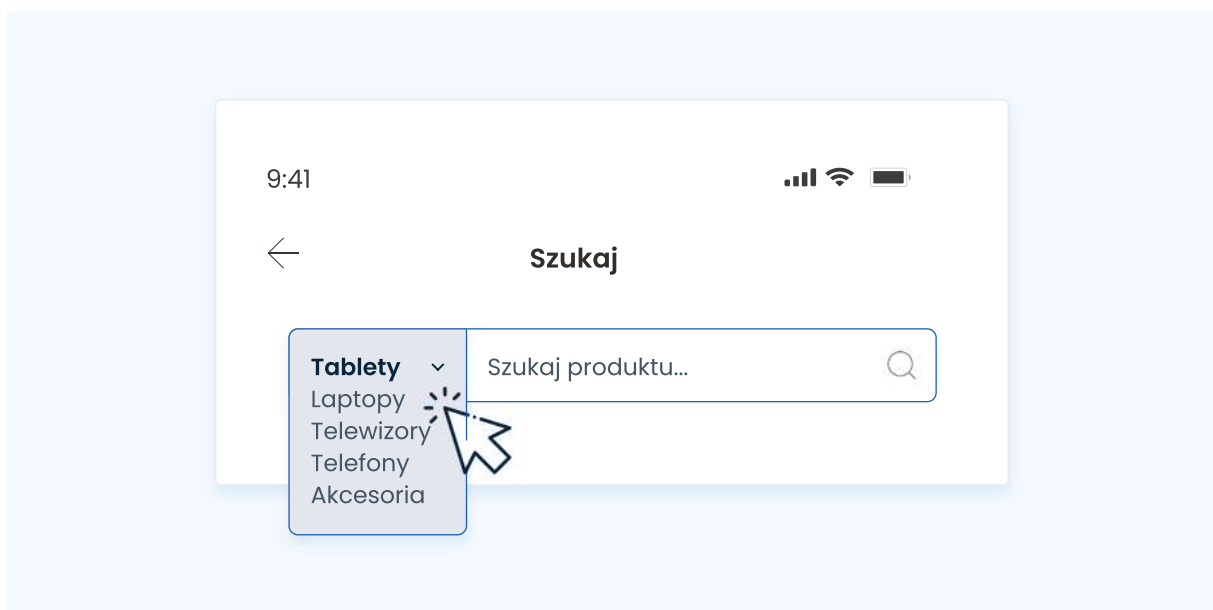 9:41
Szukaj
Tablety
Szukaj produktu...
Laptopy
Telewizory
Telefony
Akcesoria